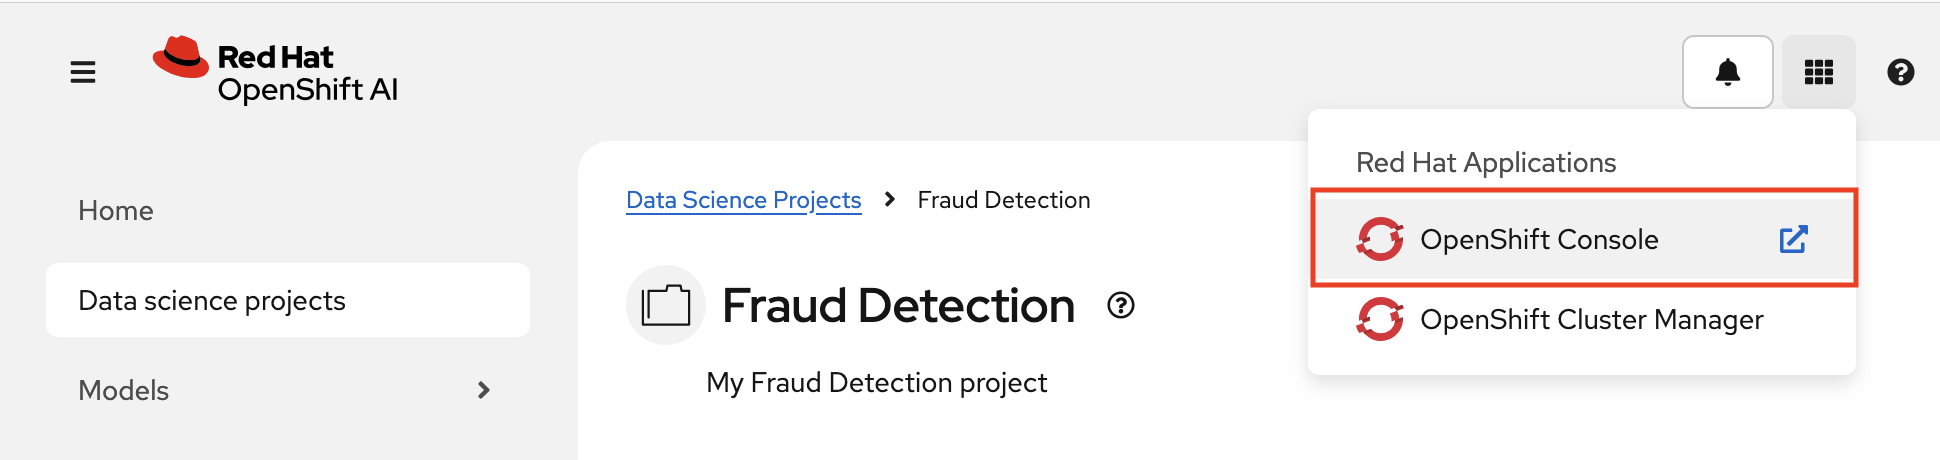 Red Hat
OpenShift AI
Home
Data science projects
Models
Data Science Projects > Fraud Detection
Fraud Detection
My Fraud Detection project
Red Hat Applications
OpenShift Console
OpenShift Cluster Manager